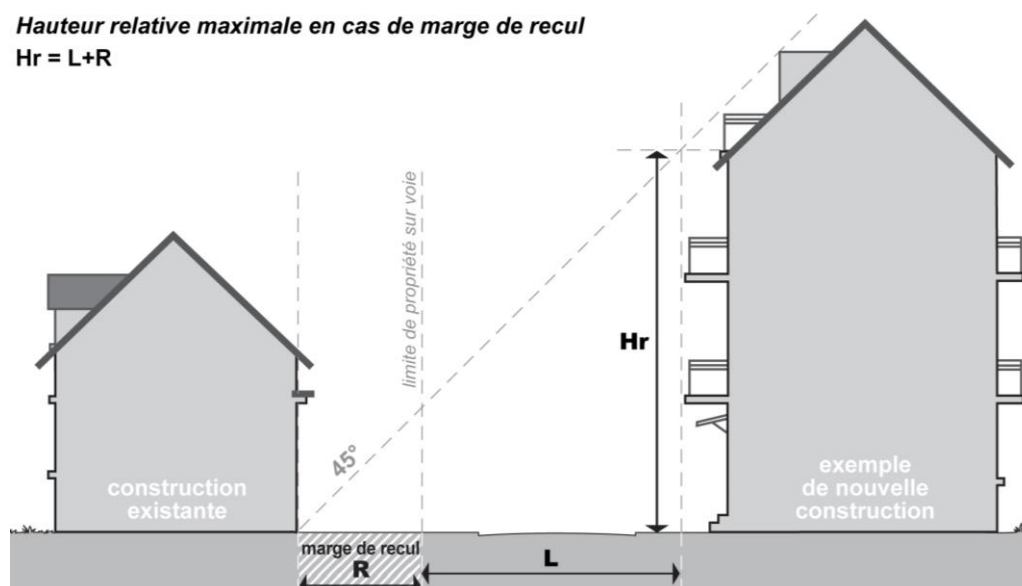 Hauteur relative maximale en cas de marge de recul
Hr = L+R
limite de propriété sur voie
Hr
45°
construction
existante
exemple
de nouvelle
construction
marge de recul
R
L